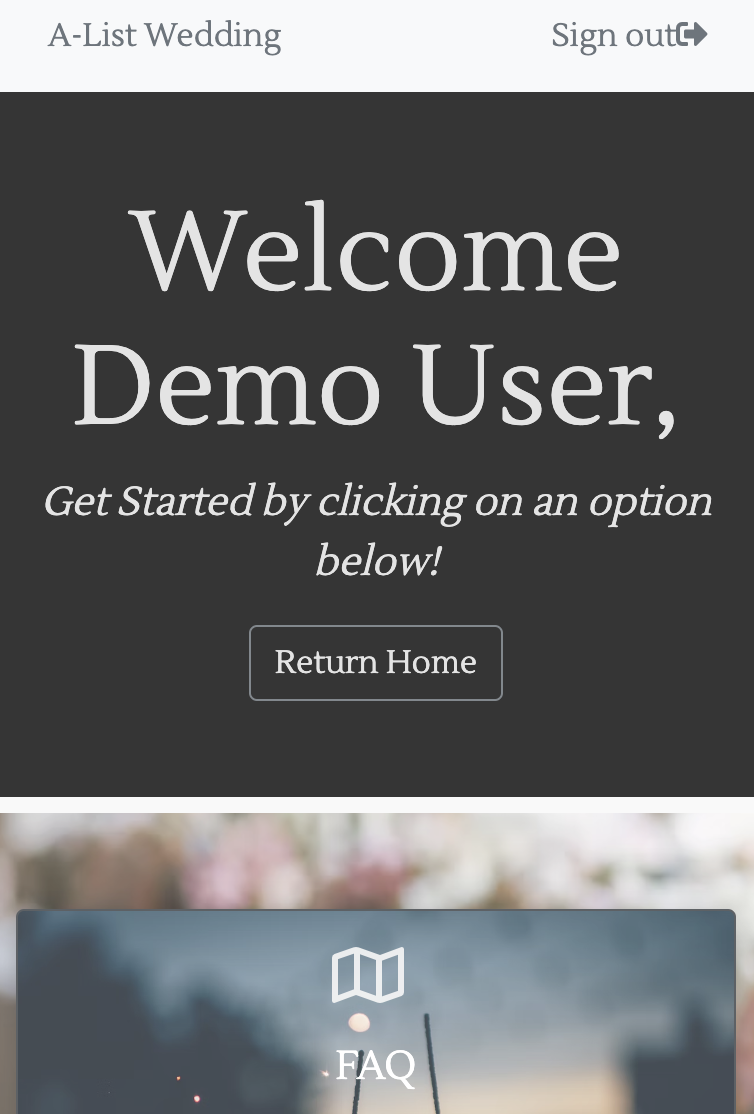 A-List Wedding
Sign out
Welcome
Demo User,
Get Started by clicking on an option
below!
Return Home
FAQ